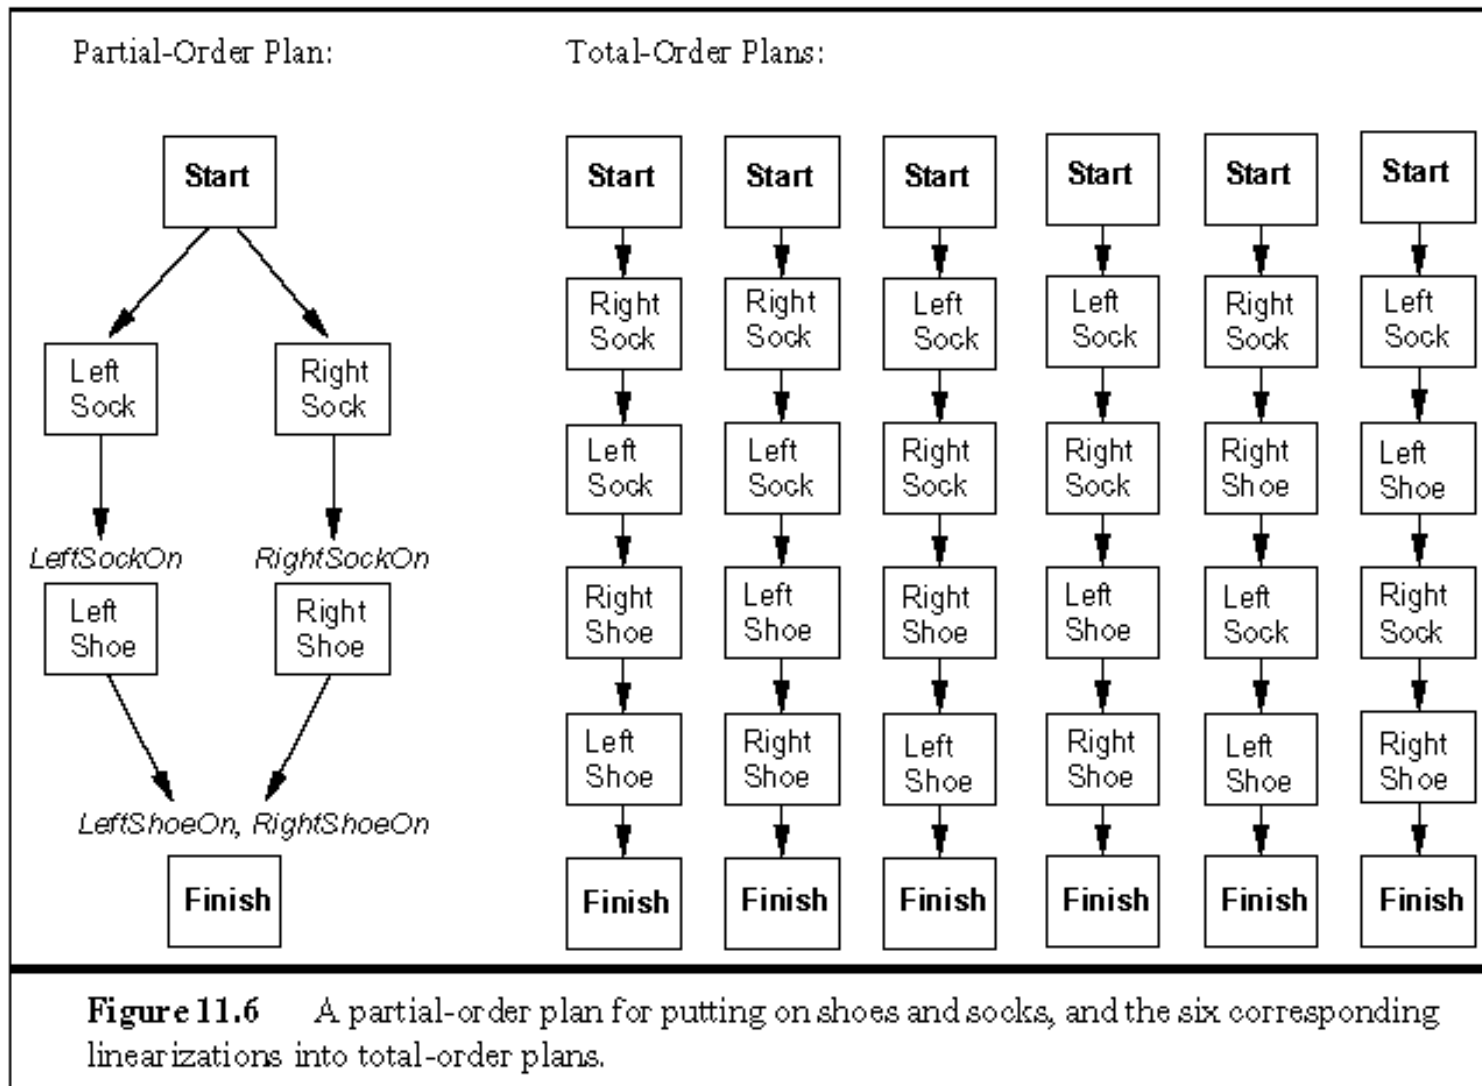 Partial-Order Plan:
Total-Order Plans:
Start
Left
Sock
Right
Sock
LeftSockOn
RightSockOn
Left
Shoe
Right
Shoe
LeftShoeOn, RightShoeOn
Finish
Start
Right
Sock
Left
Sock
Right
Shoe
Left
Shoe
Finish
Start
Right
Sock
Left
Sock
Left
Shoe
Right
Shoe
Finish
Start
Left
Sock
Right
Sock
Right
Shoe
Left
Shoe
Finish
Start
Left
Sock
Right
Sock
Left
Shoe
Right
Shoe
Finish
Start
Right
Sock
Right
Shoe
Left
Sock
Left
Shoe
Finish
Start
Left
Sock
Left
Shoe
Right
Sock
Right
Shoe
Finish
Figure 11.6 A partial-order plan for putting on shoes and socks, and the six corresponding
linearizations into total-order plans.